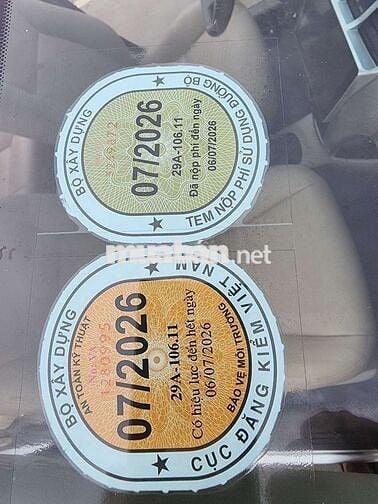 BỘ XÂY DỰNG
07/2026
29A-106.11
Đã nộp phí đến ngày
06/07/2026
TEM NỘP PHÍ SỬ DỤNG ĐƯỜNG BỘ
muaban.net
BỘ XÂY DỰNG
AN TOÀN KỸ THUẬT
1280995
07/2026
29A-106.11
Có hiệu lực đến hết ngày
06/07/2026
BẢO VỆ MÔI TRƯỜNG
CỤC ĐĂNG KIỂM VIỆT NAM